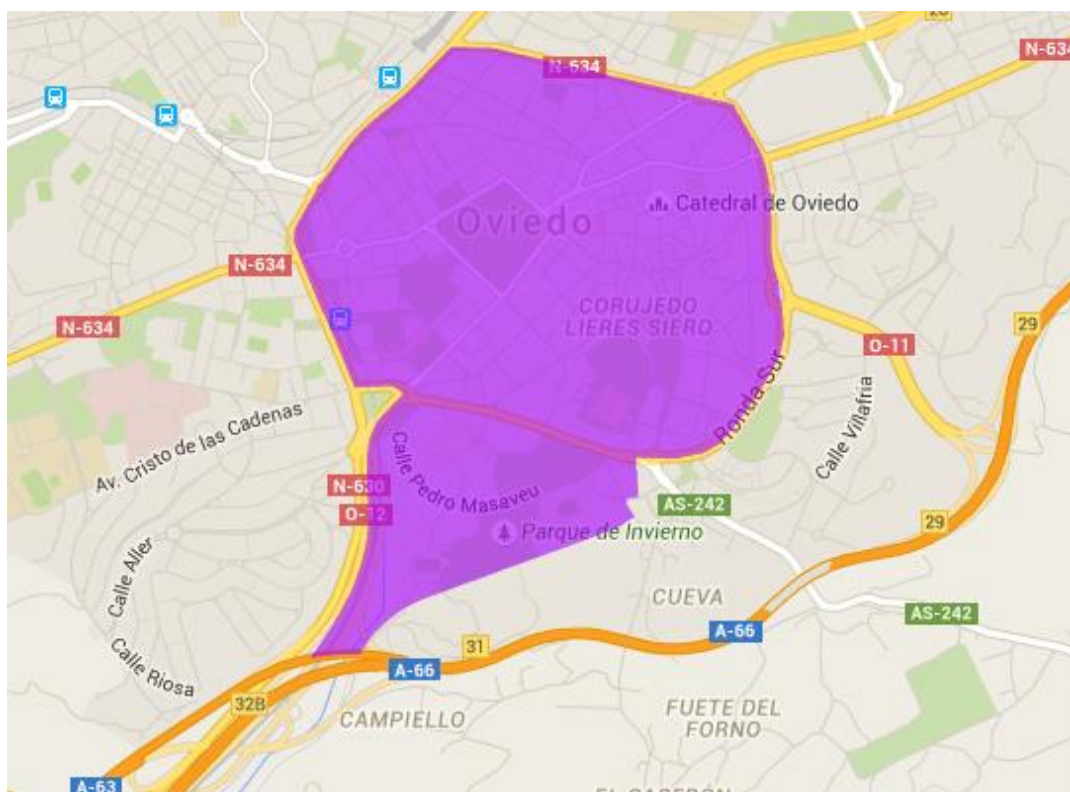 28
N-634
N-634
Catedral de Oviedo
Oviedo
N-634
CORUJEDO
LIERES SIERO
29
N-634
O-11
Ronda Sur
Calle Villafría
Av. Cristo de las Cadenas
Calle Pedro Masaveu
N-630
O-12
AS-242
29
Parque de Invierno
Calle Aller
CUEVA
AS-242
A-66
31
Calle Riosa
A-66
32B
CAMPIELLO
FUETE DEL
FORNO
A-63